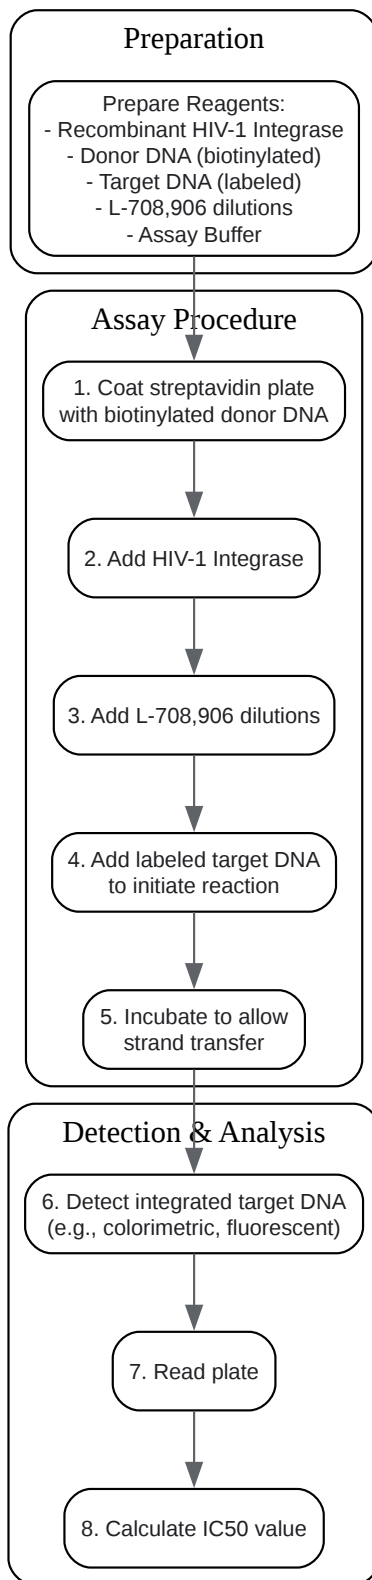 Preparation
Prepare Reagents:
- Recombinant HIV-1 Integrase
- Donor DNA (biotinylated)
- Target DNA (labeled)
- L-708,906 dilutions
- Assay Buffer
Assay Procedure
1. Coat streptavidin plate
with biotinylated donor DNA
2. Add HIV-1 Integrase
3. Add L-708,906 dilutions
4. Add labeled target DNA
to initiate reaction
5. Incubate to allow
strand transfer
Detection & Analysis
6. Detect integrated target DNA
(e.g., colorimetric, fluorescent)
7. Read plate
8. Calculate IC50 value